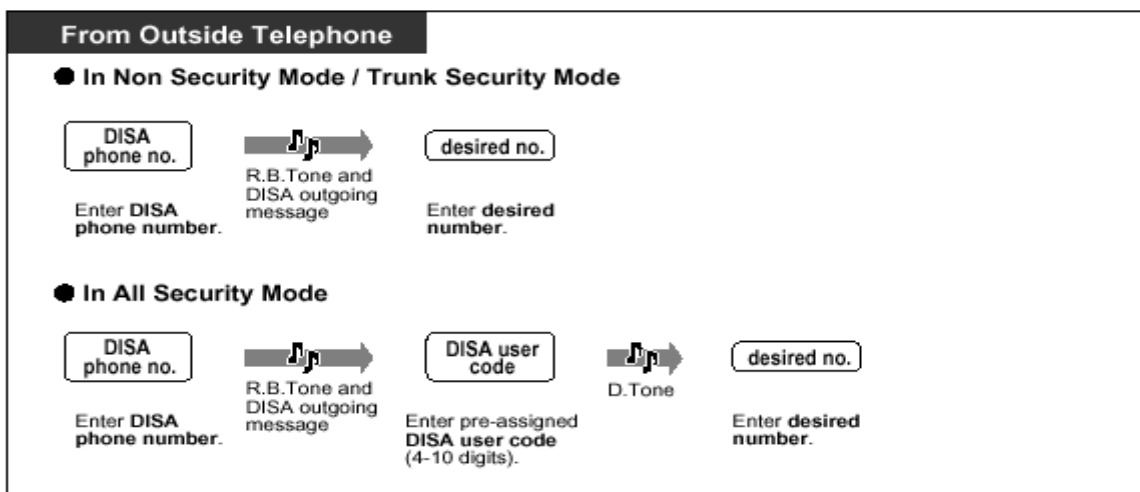 From Outside Telephone
● In Non Security Mode / Trunk Security Mode
DISA
phone no.
R.B.Tone and
DISA outgoing
message
desired no.
Enter DISA
phone number.
Enter desired
number.
● In All Security Mode
DISA
phone no.
R.B.Tone and
DISA outgoing
message
DISA user
code
D.Tone
desired no.
Enter DISA
phone number.
Enter pre-assigned
DISA user code
(4-10 digits).
Enter desired
number.